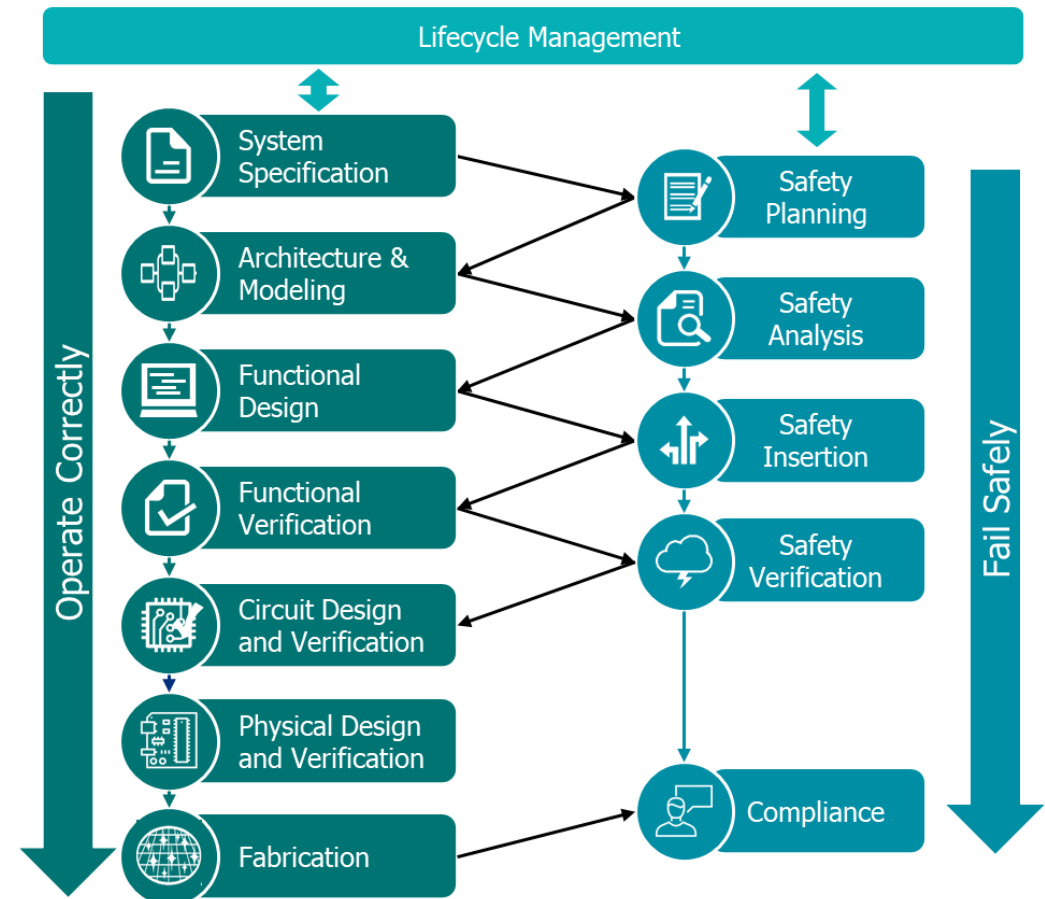 Lifecycle Management
Operate Correctly
System
Specification
Architecture &
Modeling
Functional
Design
Functional
Verification
Circuit Design
and Verification
Physical Design
and Verification
Fabrication
Safety
Planning
Safety
Analysis
Safety
Insertion
Safety
Verification
Compliance
Fail Safely